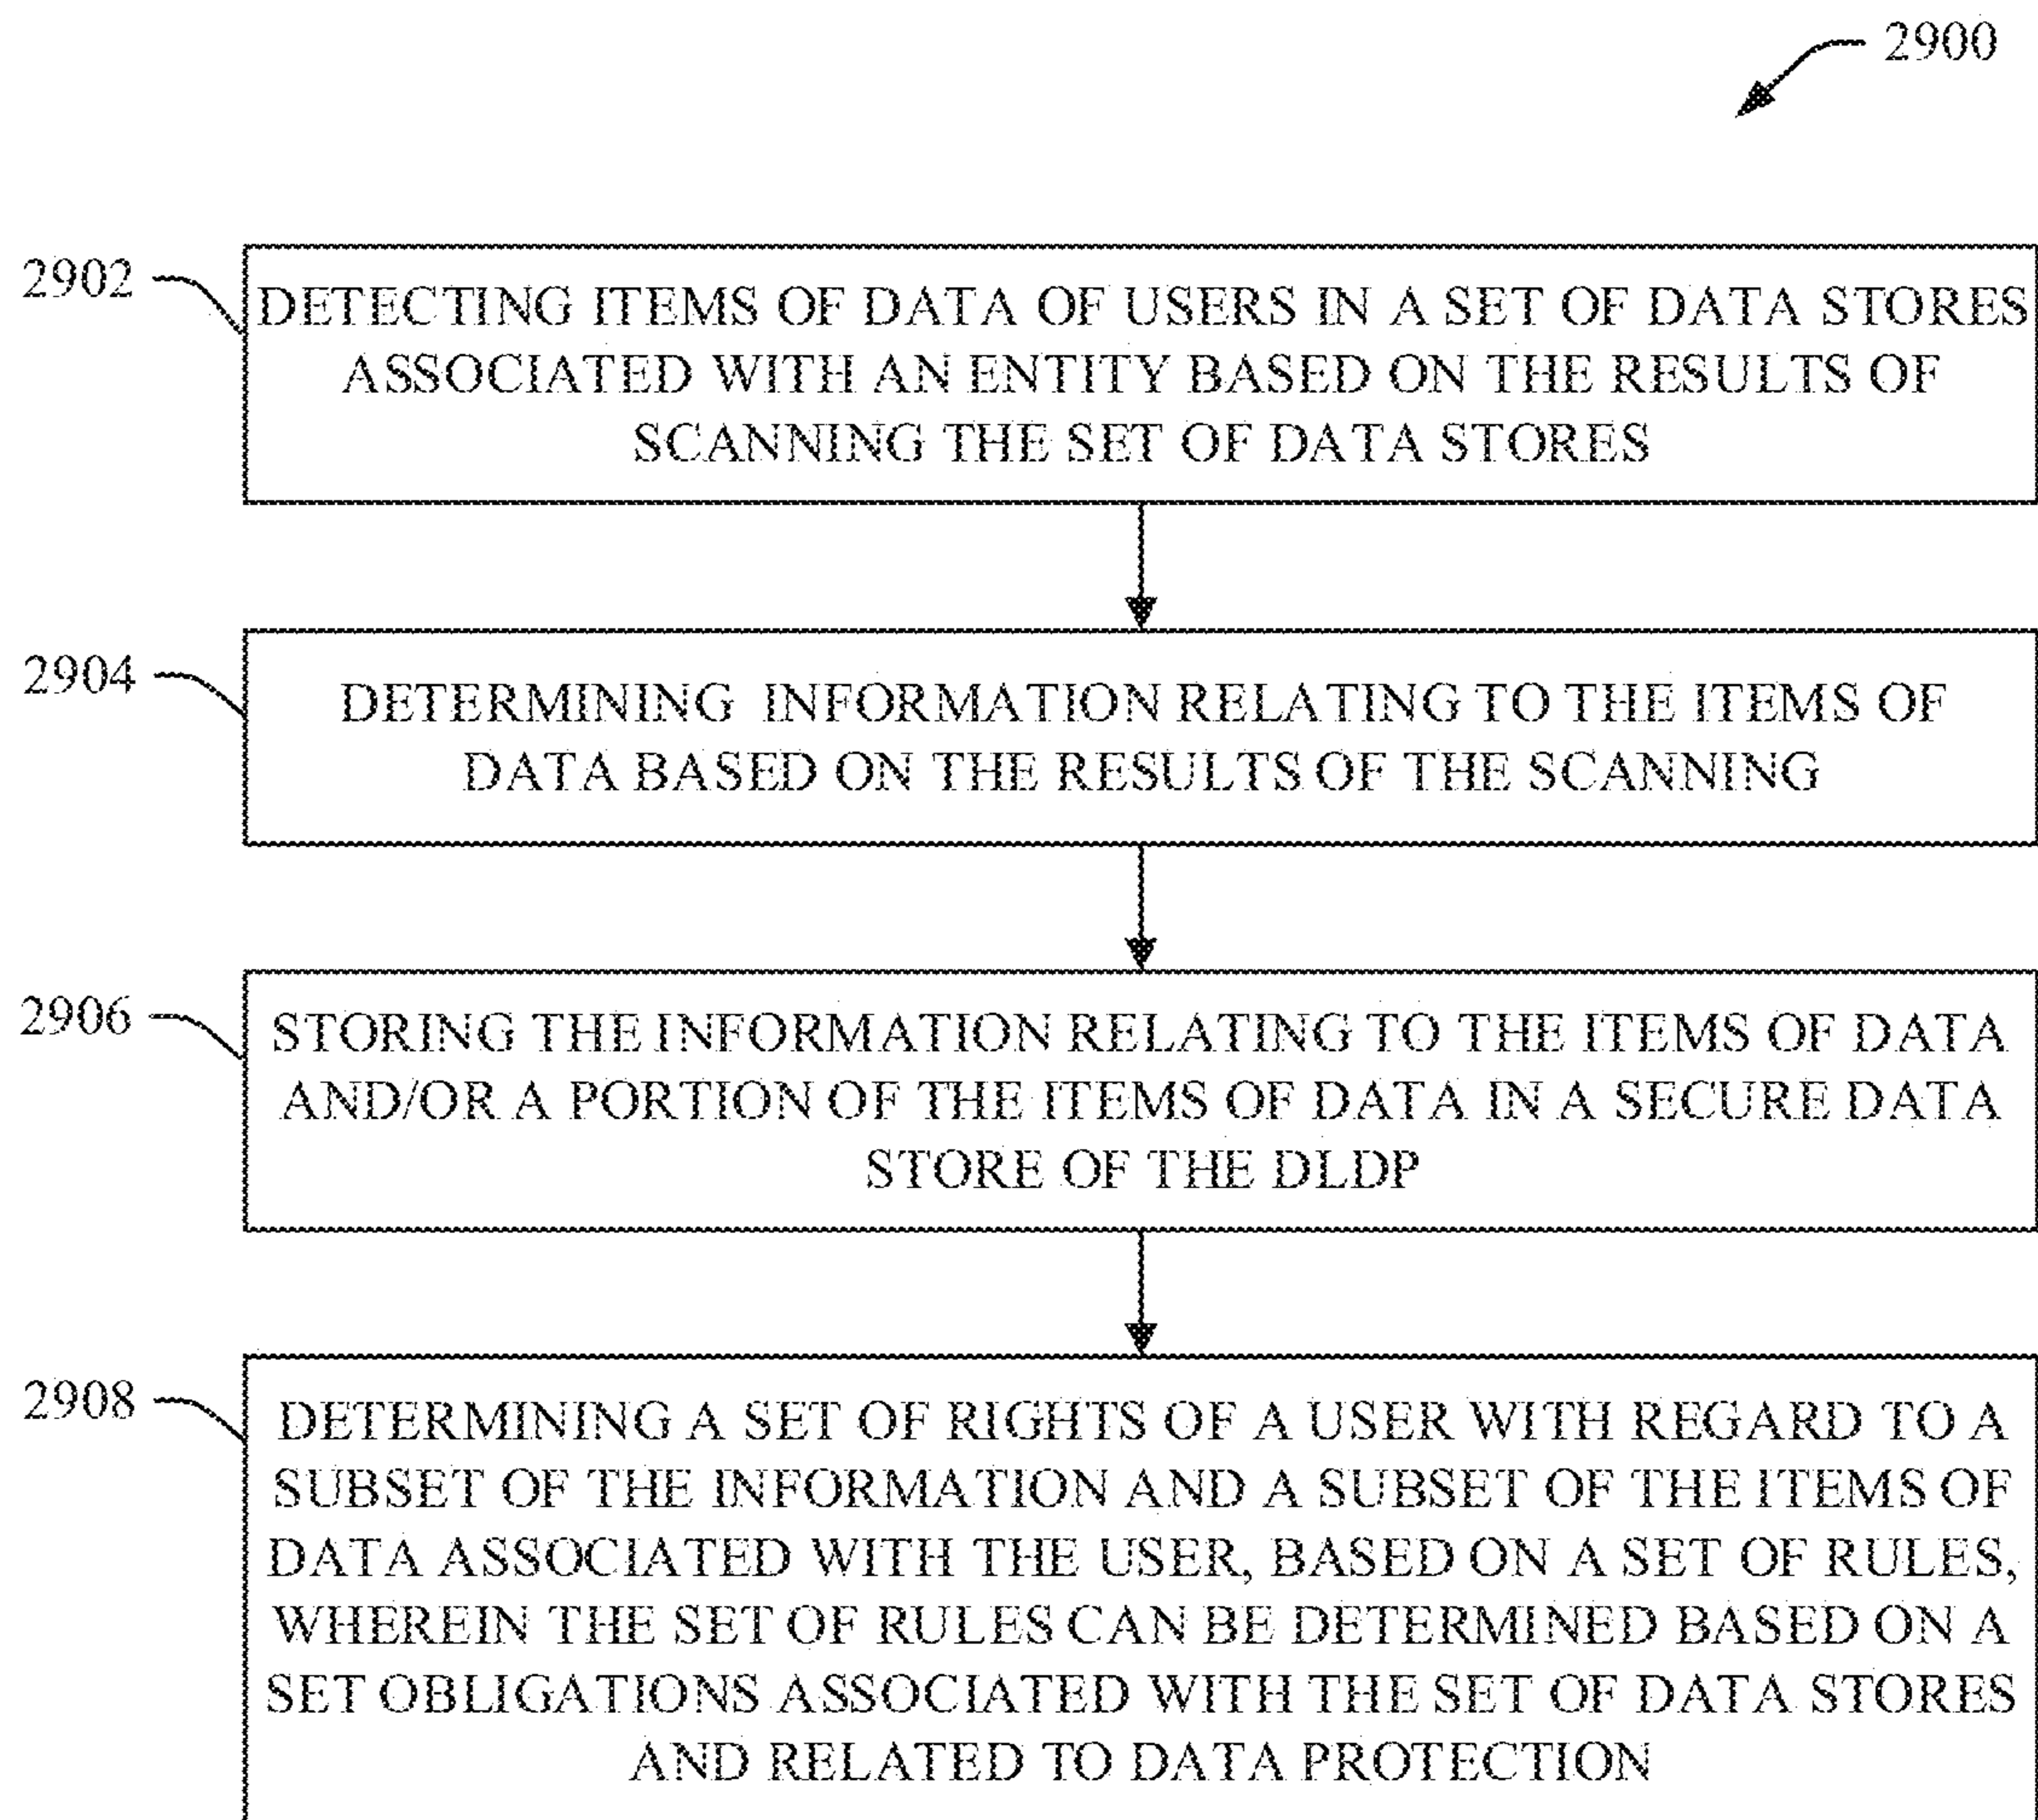 2900
2902
DETECTING ITEMS OF DATA OF USERS IN A SET OF DATA STORES
ASSOCIATED WITH AN ENTITY BASED ON THE RESULTS OF
SCANNING THE SET OF DATA STORES
2904
DETERMINING INFORMATION RELATING TO THE ITEMS OF
DATA BASED ON THE RESULTS OF THE SCANNING
2906
STORING THE INFORMATION RELATING TO THE ITEMS OF DATA
AND/OR A PORTION OF THE ITEMS OF DATA IN A SECURE DATA
STORE OF THE DLDP
2908
DETERMINING A SET OF RIGHTS OF A USER WITH REGARD TO A
SUBSET OF THE INFORMATION AND A SUBSET OF THE ITEMS OF
DATA ASSOCIATED WITH THE USER, BASED ON A SET OF RULES,
WHEREIN THE SET OF RULES CAN BE DETERMINED BASED ON A
SET OBLIGATIONS ASSOCIATED WITH THE SET OF DATA STORES
AND RELATED TO DATA PROTECTION